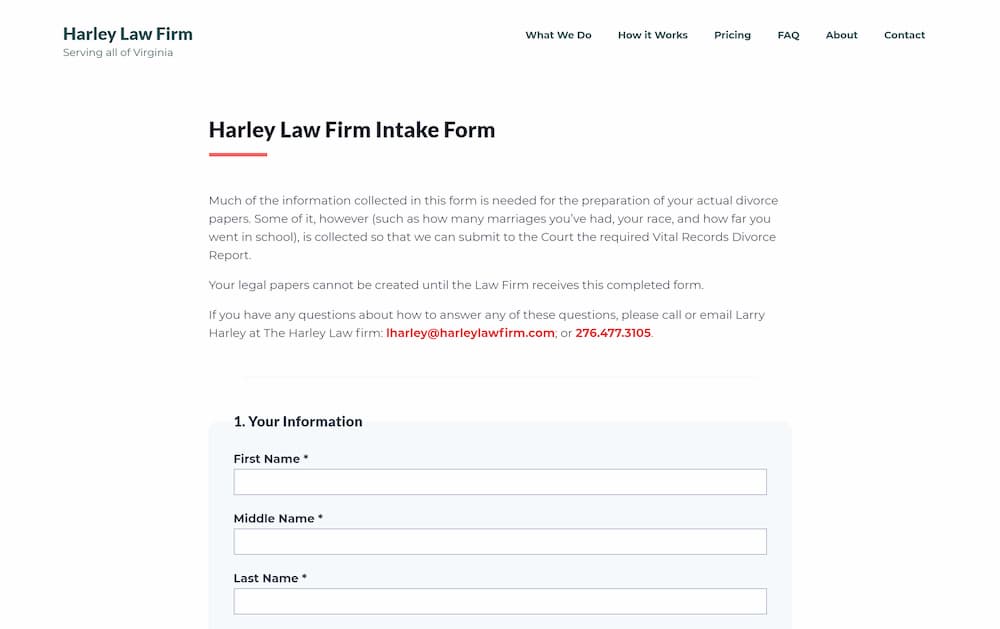 Harley Law Firm
Serving all of Virginia
What We Do How it Works Pricing FAQ About Contact
Harley Law Firm Intake Form
Much of the information collected in this form is needed for the preparation of your actual divorce
papers. Some of it, however (such as how many marriages you’ve had, your race, and how far you
went in school), is collected so that we can submit to the Court the required Vital Records Divorce
Report.
Your legal papers cannot be created until the Law Firm receives this completed form.
If you have any questions about how to answer any of these questions, please call or email Larry
Harley at The Harley Law firm: lharley@harleylawfirm.com; or 276.477.3105.
1. Your Information
First Name *
Middle Name *
Last Name *